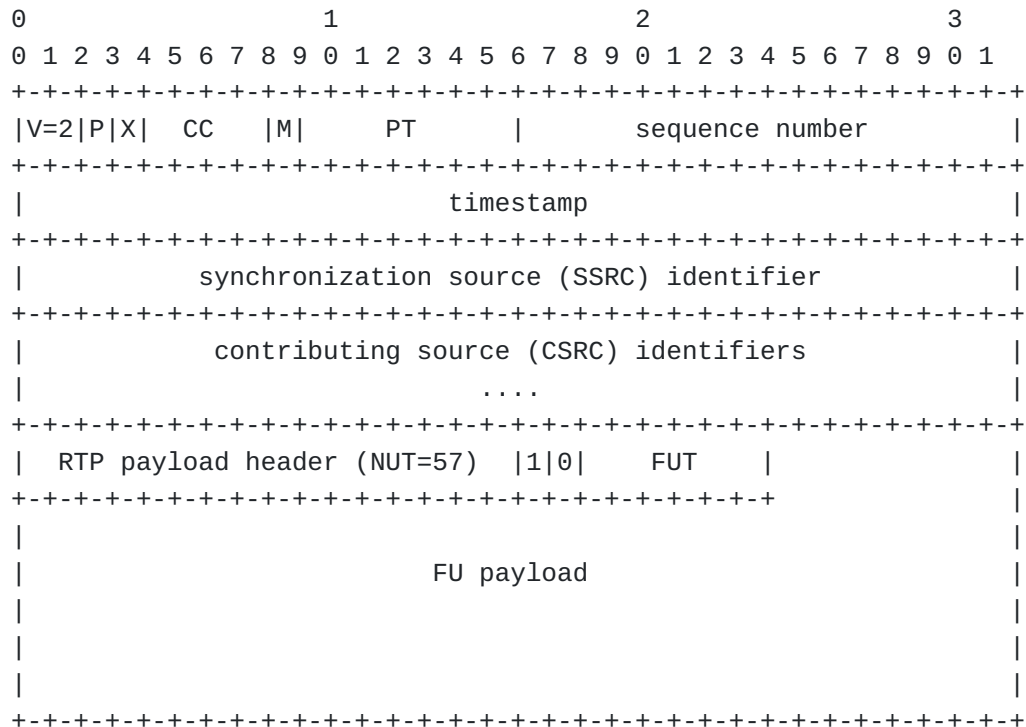 0                   1                   2                   3
0 1 2 3 4 5 6 7 8 9 0 1 2 3 4 5 6 7 8 9 0 1 2 3 4 5 6 7 8 9 0 1
+-+-+-+-+-+-+-+-+-+-+-+-+-+-+-+-+-+-+-+-+-+-+-+-+-+-+-+-+-+-+-+-+
|V=2|P|X|  CC   |M|     PT      |       sequence number         |
+-+-+-+-+-+-+-+-+-+-+-+-+-+-+-+-+-+-+-+-+-+-+-+-+-+-+-+-+-+-+-+-+
|                           timestamp                           |
+-+-+-+-+-+-+-+-+-+-+-+-+-+-+-+-+-+-+-+-+-+-+-+-+-+-+-+-+-+-+-+-+
|           synchronization source (SSRC) identifier            |
+-+-+-+-+-+-+-+-+-+-+-+-+-+-+-+-+-+-+-+-+-+-+-+-+-+-+-+-+-+-+-+-+
|            contributing source (CSRC) identifiers             |
|                             ....                              |
+-+-+-+-+-+-+-+-+-+-+-+-+-+-+-+-+-+-+-+-+-+-+-+-+-+-+-+-+-+-+-+-+
|  RTP payload header (NUT=57)  |1|0|    FUT    |               |
+-+-+-+-+-+-+-+-+-+-+-+-+-+-+-+-+-+-+-+-+-+-+-+-+               |
|                                                               |
|                          FU payload                           |
|                                                               |
|                                                               |
|                                                               |
+-+-+-+-+-+-+-+-+-+-+-+-+-+-+-+-+-+-+-+-+-+-+-+-+-+-+-+-+-+-+-+-+